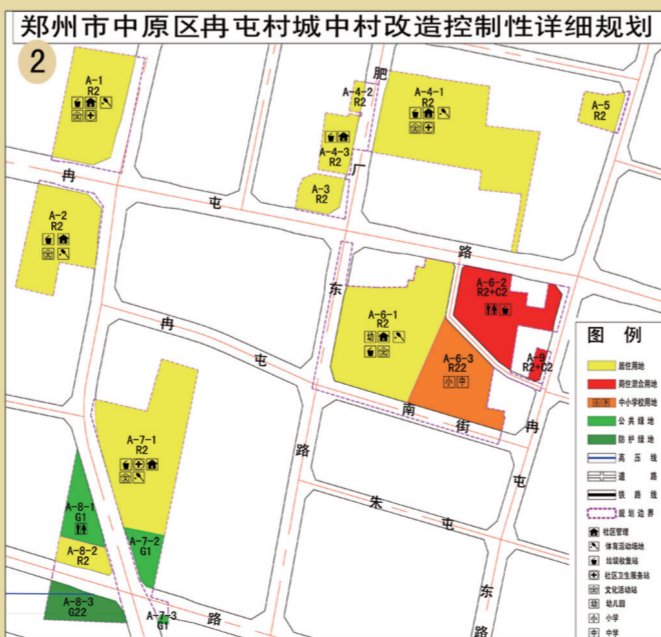 郑州市中原区冉屯村城中村改造控制性详细规划
2
A-1
R2
A-4-2
R2
肥
A-4-1
R2
A-5
R2
A-4-3
R2
厂
A-3
R2
冉
屯
路
A-2
R2
东
A-6-1
R2
幼
A-6-2
R2+C2
A-9
R2+C2
A-6-3
R22
小
中
冉
屯
南
街
冉
屯
东
路
路
朱
屯
路
A-7-1
R2
A-8-1
G1
A-7-2
G1
A-8-2
R2
A-8-3
G22
A-7-3
G1
图 例
居住用地
商住混合用地
中小学校用地
公共绿地
防护绿地
高压线
道路
铁路线
规划边界
社区管理
体育活动场地
垃圾收集站
社区卫生服务站
文化活动站
幼 幼儿园
小 小学
中 中学